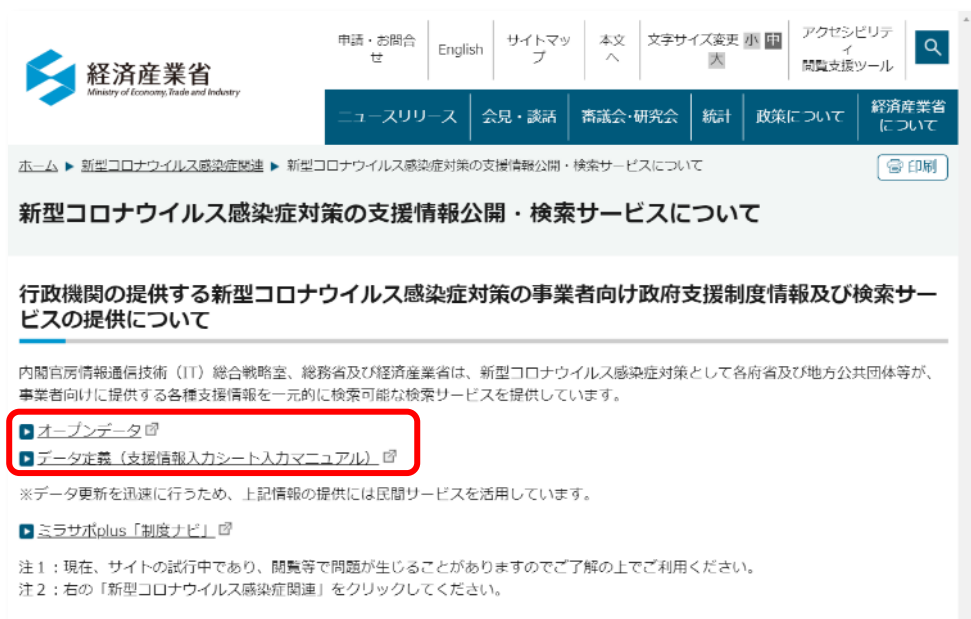 経済産業省
Ministry of Economy, Trade and Industry
申請・お問合せ
English
サイトマップ
本文へ
文字サイズ変更 小 中 大
アクセシビリティ
閲覧支援ツール
ニュースリリース 会見・談話 審議会・研究会 統計 政策について 経済産業省について
ホーム ▶ 新型コロナウイルス感染症関連 ▶ 新型コロナウイルス感染症対策の支援情報公開・検索サービスについて
印刷
新型コロナウイルス感染症対策の支援情報公開・検索サービスについて
行政機関の提供する新型コロナウイルス感染症対策の事業者向け政府支援制度情報及び検索サー
ビスの提供について
内閣官房情報通信技術（IT）総合戦略室、総務省及び経済産業省は、新型コロナウイルス感染症対策として各府省及び地方公共団体等が、
事業者向けに提供する各種支援情報を一元的に検索可能な検索サービスを提供しています。
オープンデータ
データ定義（支援情報入力シート入力マニュアル）
※データ更新を迅速に行うため、上記情報の提供には民間サービスを活用しています。
ミラサポplus「制度ナビ」
注１：現在、サイトの試行中であり、閲覧等で問題が生じることがありますのでご了解の上でご利用ください。
注２：右の「新型コロナウイルス感染症関連」をクリックしてください。